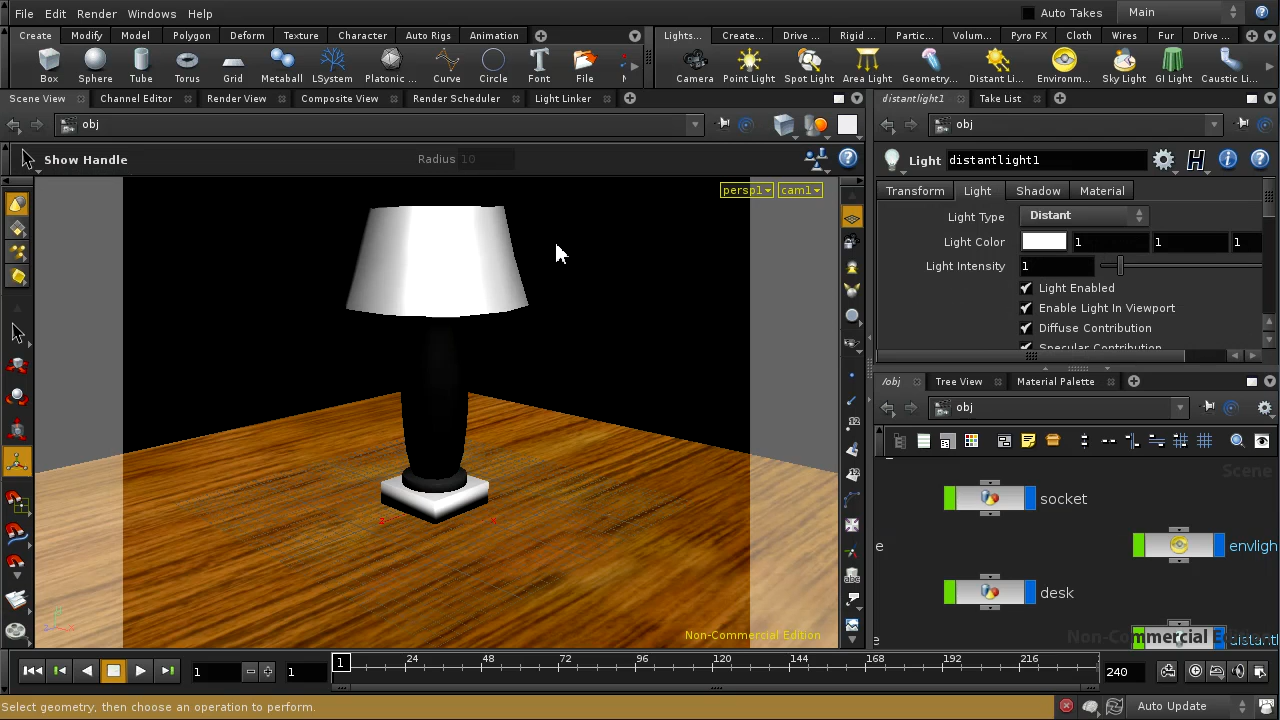 File Edit Render Windows Help Auto Takes Main
Create Modify Model Polygon Deform Texture Character Auto Rigs Animation Lights... Create... Drive ... Rigid ... Partic... Volum... Pyro FX Cloth Wires Fur Drive ...
Box Sphere Tube Torus Grid Metaball LSystem Platonic ... Curve Circle Font File Camera Point Light Spot Light Area Light Geometry... Distant Li... Environm... Sky Light GI Light Caustic Li...
Scene View Channel Editor Render View Composite View Render Scheduler Light Linker distantlight1 Take List
obj obj
Show Handle Radius 10 Light distantlight1
persp1 cam1 Transform Light Shadow Material
Light Type Distant
Light Color 1 1 1
Light Intensity 1
Light Enabled
Enable Light In Viewport
Diffuse Contribution
Specular Contribution
/obj Tree View Material Palette
obj
Scene
socket
e envligh
desk
z x
Non-Commercial Edition Non-Commercial E
e distantl
1 1 1 24 48 72 96 120 144 168 192 216 240
Select geometry, then choose an operation to perform. Auto Update